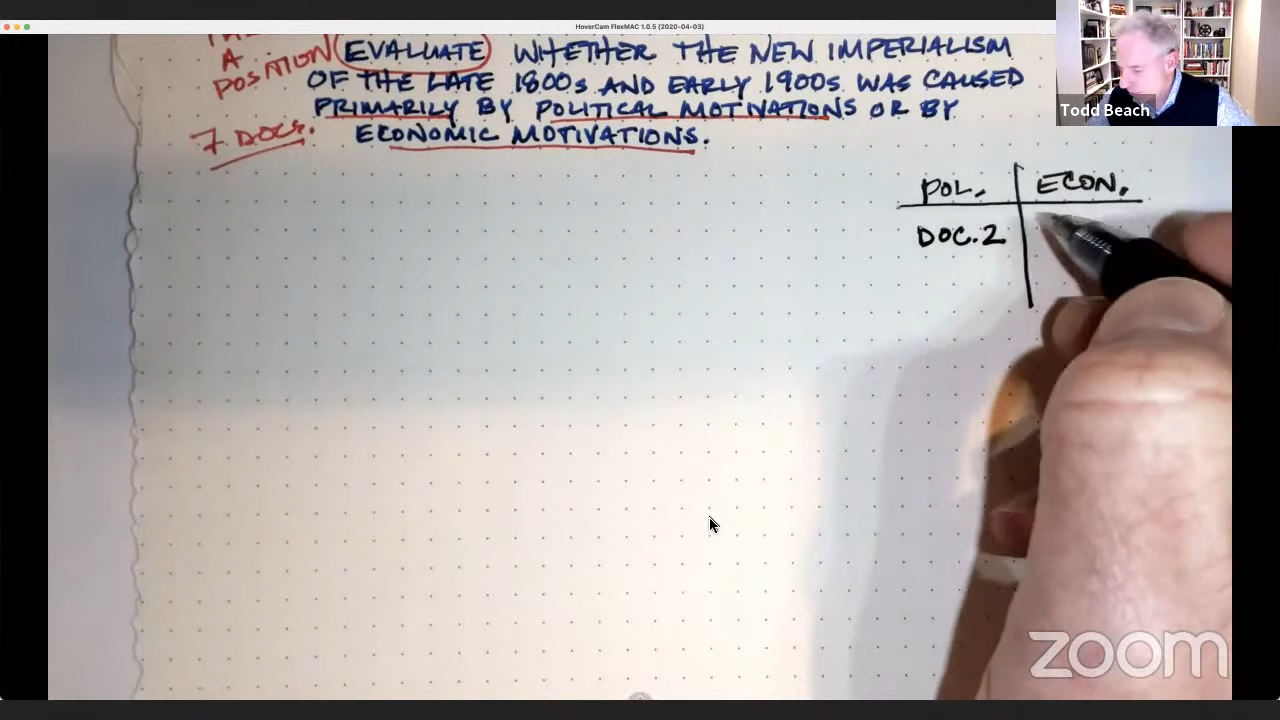 HoverCam FlexMAC 1.0.5 (2020-04-03)
A
POSITION
EVALUATE WHETHER THE NEW IMPERIALISM
OF THE LATE 1800s AND EARLY 1900s WAS CAUSED
PRIMARILY BY POLITICAL MOTIVATIONS OR BY
7 DOCS.
ECONOMIC MOTIVATIONS.
Todd Beach
POL. ECON.
DOC. 2
zoom